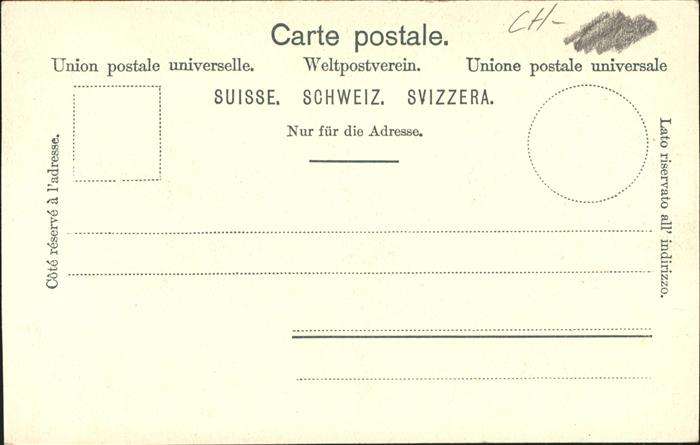 CH-
Carte postale.
Union postale universelle. Weltpostverein. Unione postale universale
SUISSE. SCHWEIZ. SVIZZERA.
Nur für die Adresse.
Côté réservé à l'adresse.
Lato riservato all' indirizzo.